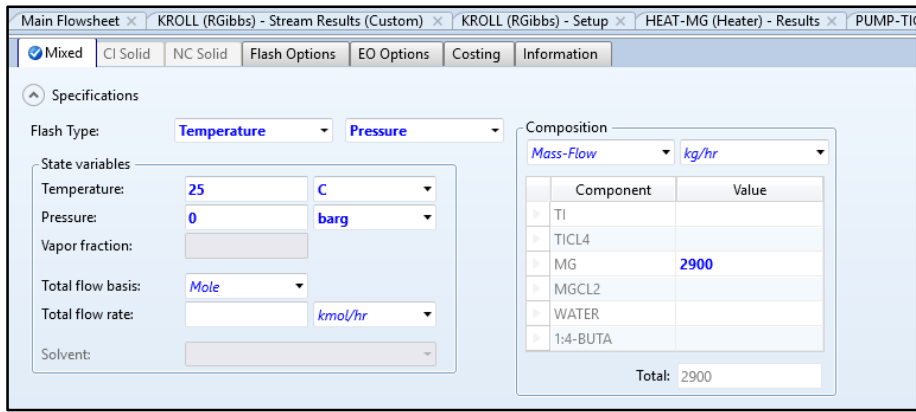 Main Flowsheet × KROLL (RGibbs) - Stream Results (Custom) × KROLL (RGibbs) - Setup × HEAT-MG (Heater) - Results × PUMP-TIC
Mixed CI Solid NC Solid Flash Options EO Options Costing Information
Specifications
Flash Type: Temperature Pressure
State variables
Temperature: 25 C
Pressure: 0 barg
Vapor fraction:
Total flow basis: Mole
Total flow rate: kmol/hr
Solvent:
Composition
Mass-Flow kg/hr
Component Value
TI
TICL4
MG 2900
MGCL2
WATER
1:4-BUTA
Total: 2900